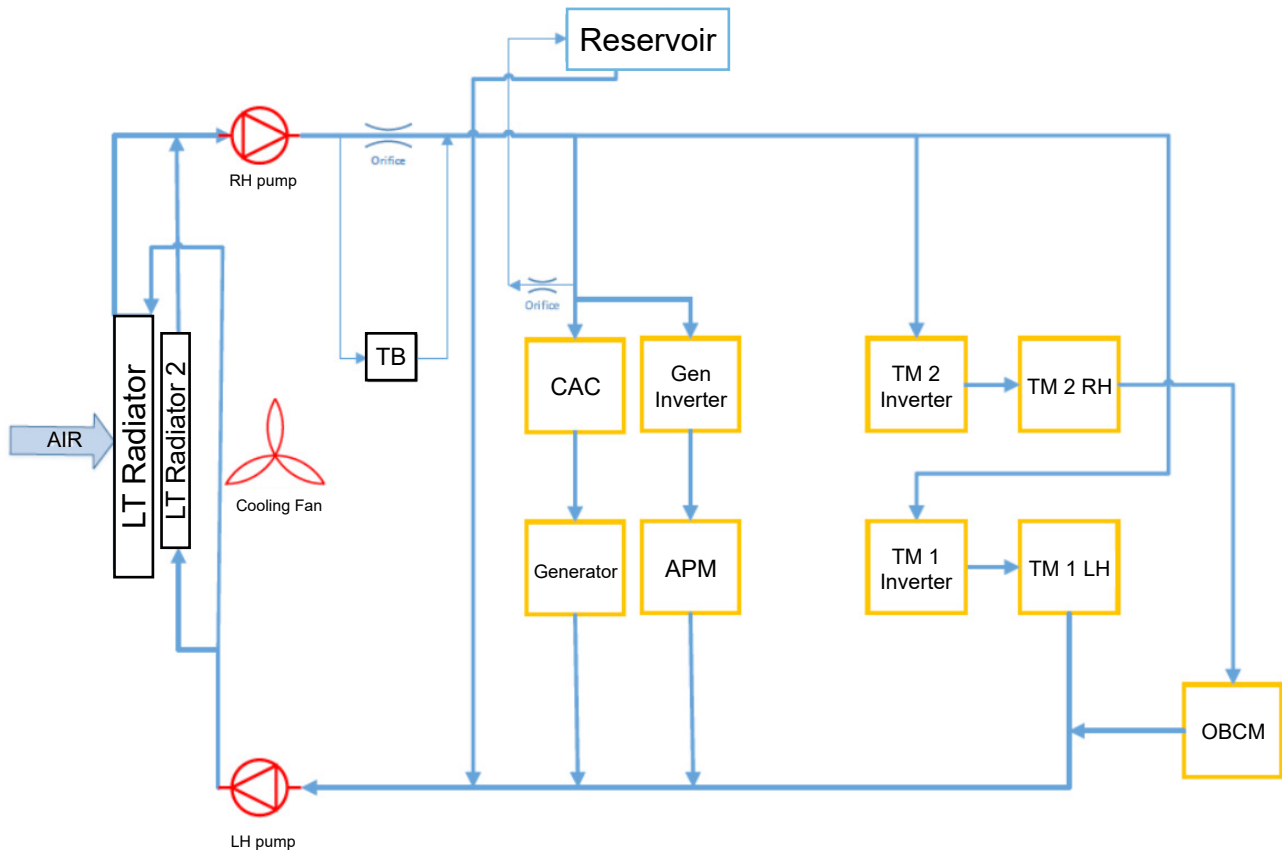 Reservoir
RH pump
Orifice
Orifice
TB
CAC
Gen
Inverter
TM 2
Inverter
TM 2 RH
AIR
LT Radiator
LT Radiator 2
Cooling Fan
Generator
APM
TM 1
Inverter
TM 1 LH
OBCM
LH pump